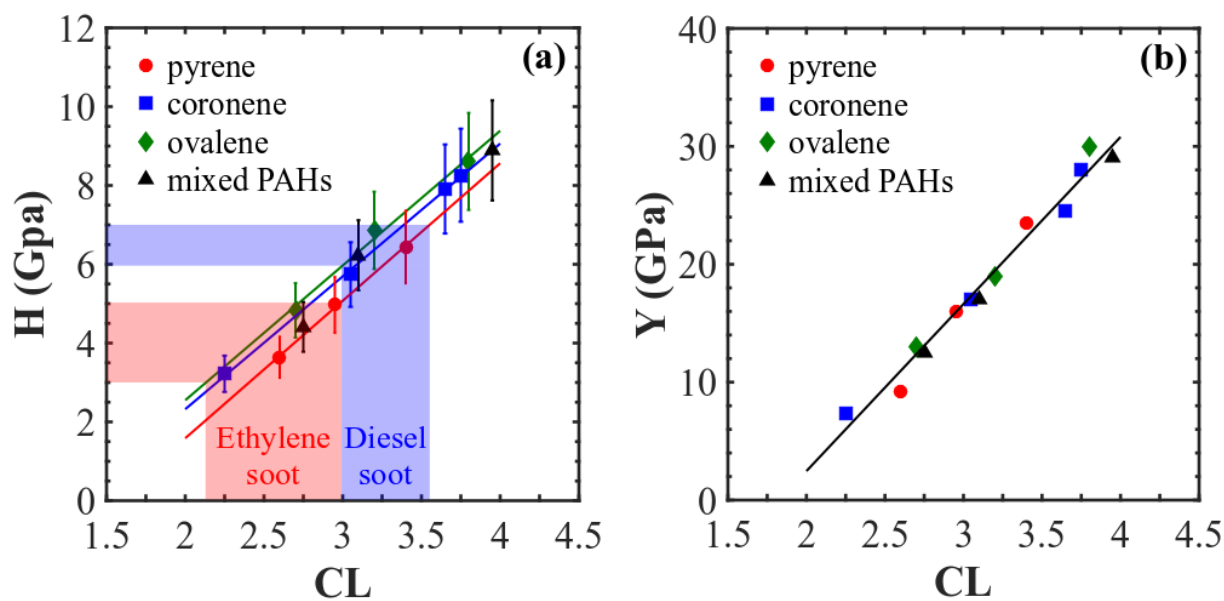 (a)
pyrene
coronene
ovalene
mixed PAHs
H (Gpa)
12
10
8
6
4
2
0
Ethylene
soot
Diesel
soot
1.5 2 2.5 3 3.5 4 4.5
CL
(b)
pyrene
coronene
ovalene
mixed PAHs
Y (GPa)
40
30
20
10
0
1.5 2 2.5 3 3.5 4 4.5
CL